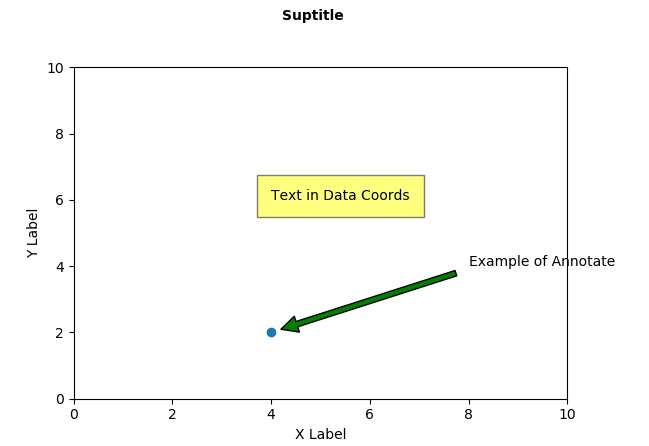 Suptitle
10
8
6
4
2
0
Y Label
Text in Data Coords
Example of Annotate
0 2 4 6 8 10
X Label